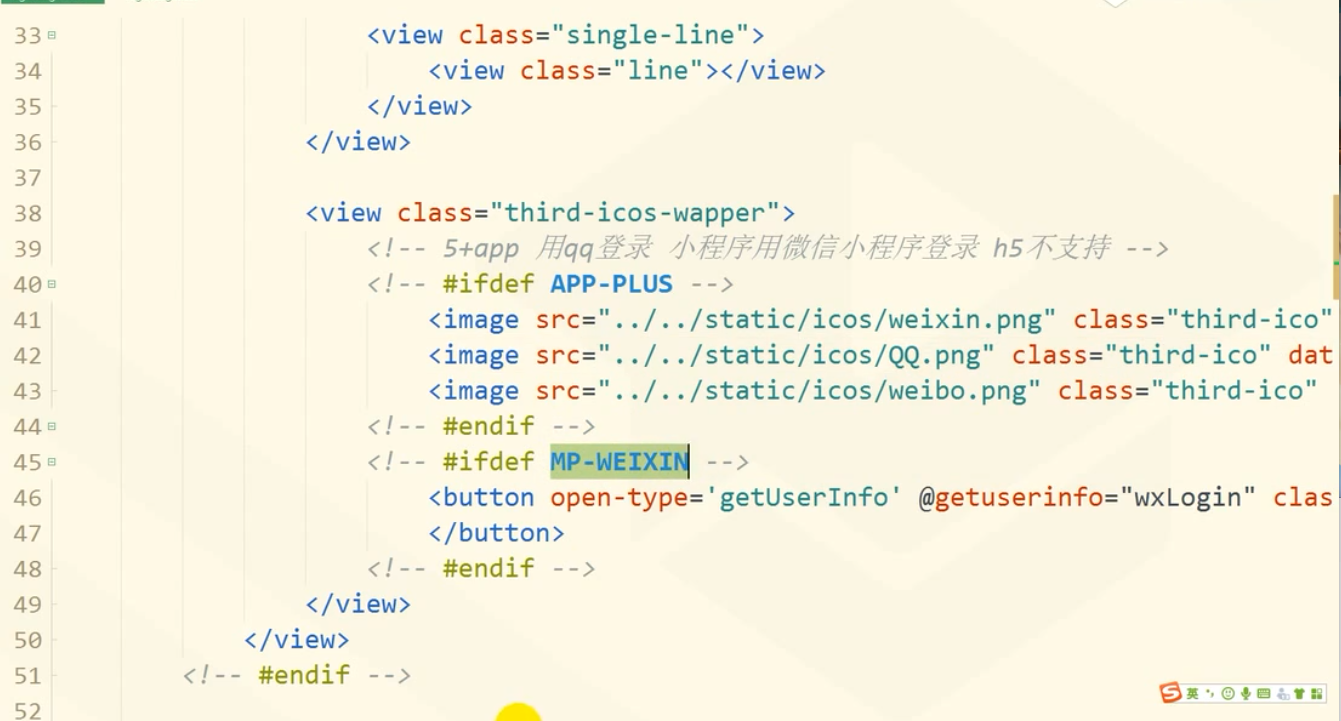 33 <view class="single-line">
34 <view class="line"></view>
35 </view>
36 </view>
37
38 <view class="third-icos-wapper">
39 <!-- 5+app 用qq登录 小程序用微信小程序登录 h5不支持 -->
40 <!-- #ifdef APP-PLUS -->
41 <image src="../../static/icos/weixin.png" class="third-ico"
42 <image src="../../static/icos/QQ.png" class="third-ico" dat
43 <image src="../../static/icos/weibo.png" class="third-ico"
44 <!-- #endif -->
45 <!-- #ifdef MP-WEIXIN -->
46 <button open-type='getUserInfo' @getuserinfo="wxLogin" clas
47 </button>
48 <!-- #endif -->
49 </view>
50 </view>
51 <!-- #endif -->
52
英